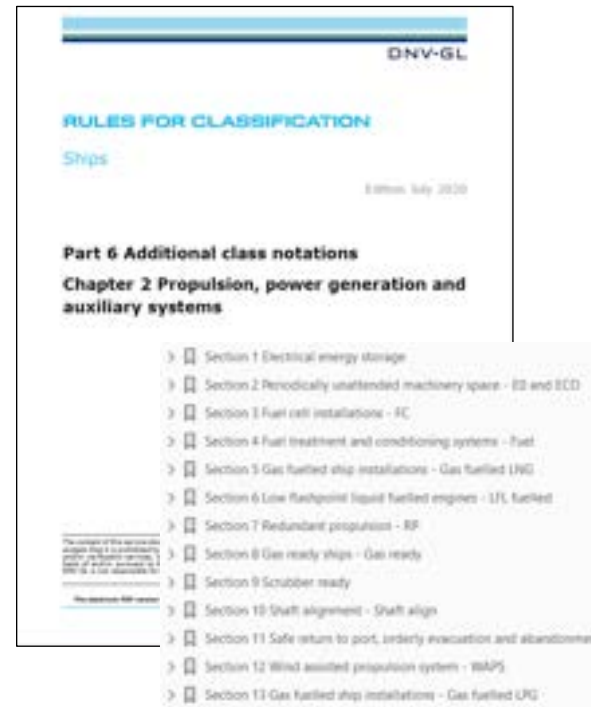 DNV·GL
RULES FOR CLASSIFICATION
Ships
Edition July 2020
Part 6 Additional class notations
Chapter 2 Propulsion, power generation and
auxiliary systems
Section 1 Electrical energy storage
Section 2 Periodically unattended machinery space - E0 and ECO
Section 3 Fuel cell installations - FC
Section 4 Fuel treatment and conditioning systems - Fuel
Section 5 Gas fuelled ship installations - Gas fuelled LNG
Section 6 Low flashpoint liquid fuelled engines - LFL fuelled
Section 7 Redundant propulsion - RP
Section 8 Gas ready ships - Gas ready
Section 9 Scrubber ready
Section 10 Shaft alignment - Shaft align
Section 11 Safe return to port, orderly evacuation and abandonme
Section 12 Wind assisted propulsion system - WAPS
Section 13 Gas fuelled ship installations - Gas fuelled LPG